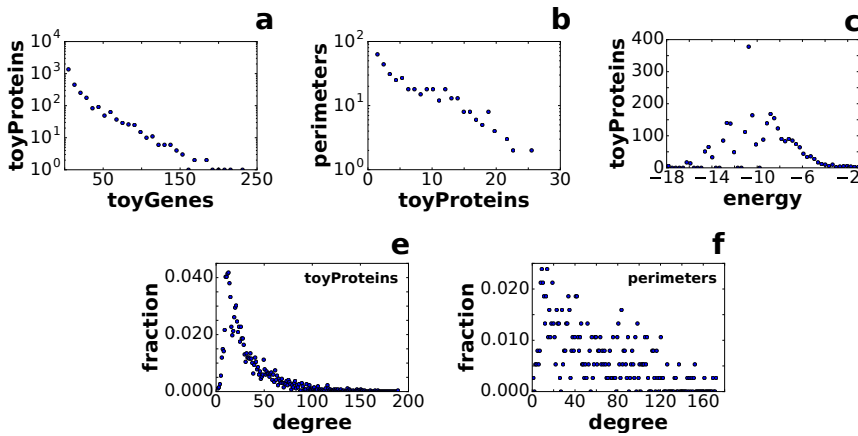 a
toyProteins
10^4
10^3
10^2
10^1
10^0
50
150
250
toyGenes
b
perimeters
10^2
10^1
10^0
0
10
20
30
toyProteins
c
toyProteins
400
300
200
100
0
−18
−14
−10
−6
−2
energy
e
fraction
0.040
0.020
0.000
0
50
100
150
200
degree
toyProteins
f
fraction
0.020
0.010
0.000
0
40
80
120
160
degree
perimeters